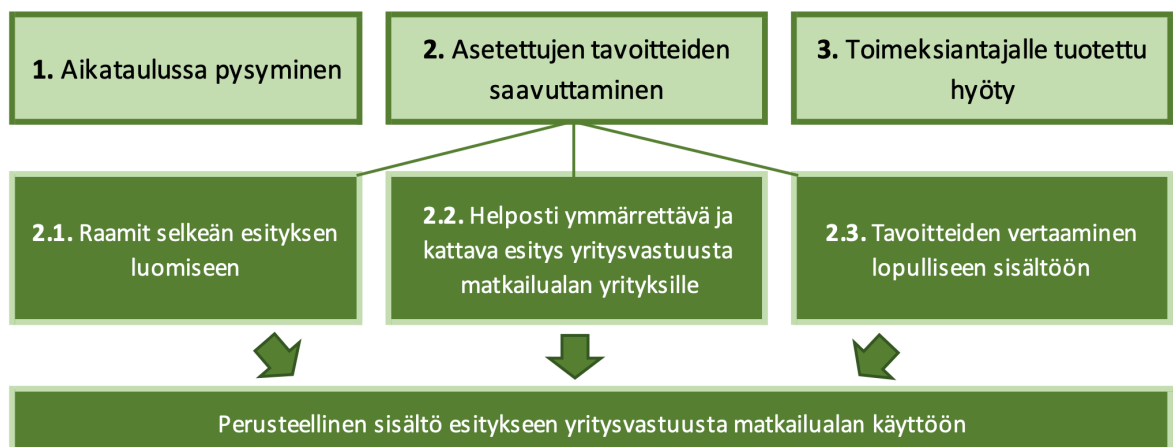 1. Aikataulussa pysyminen
2. Asetettujen tavoitteiden
saavuttaminen
3. Toimeksiantajalle tuotettu
hyöty
2.1. Raamit selkeän esityksen
luomiseen
2.2. Helposti ymmärrettävä ja
kattava esitys yritysvastuusta
matkailualan yrityksille
2.3. Tavoitteiden vertaaminen
lopulliseen sisältöön
Perusteellinen sisältö esitykseen yritysvastuusta matkailualan käyttöön